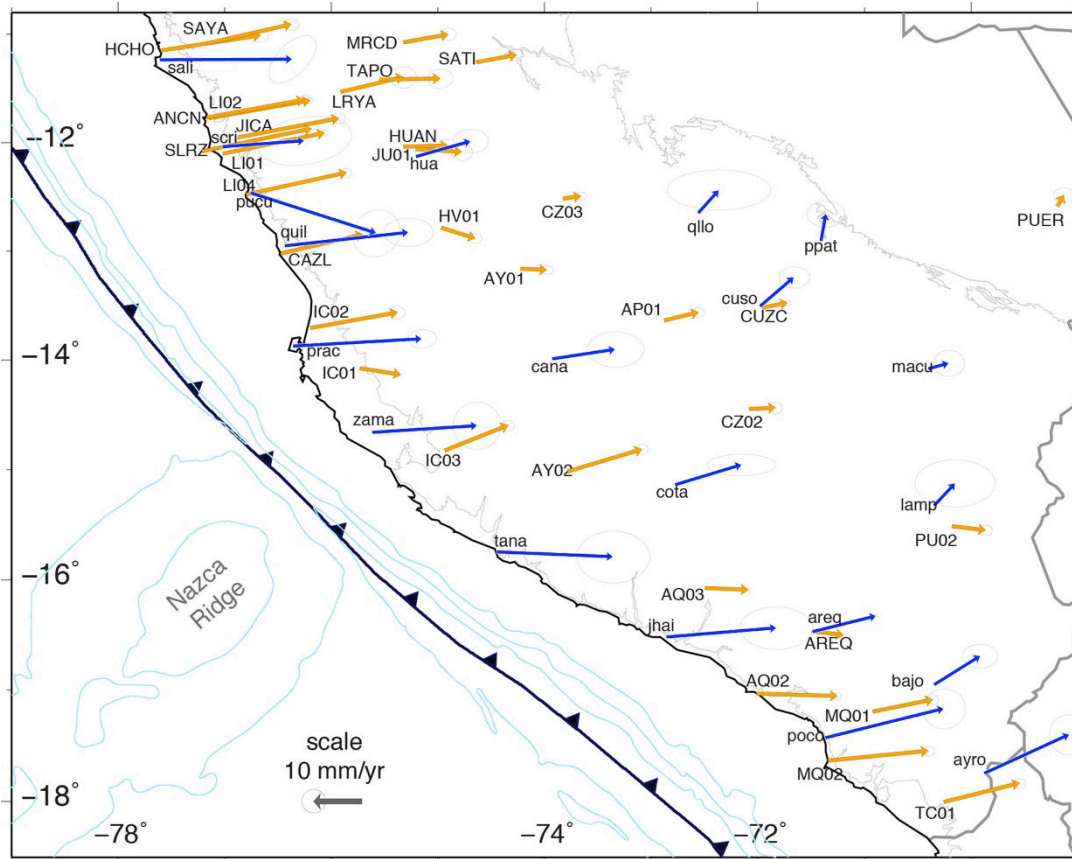 SAYA
HCHO
MRCD
SATI
sali
TAPO
LI02
LRYA
ANCN
JICA
scri
SLRZ
LI01
HUAN
JU01
hua
–12°
LI04
pucu
CZ03
qllo
ppat
PUER
HV01
quil
CAZL
AY01
cuso
CUZC
IC02
AP01
prac
–14°
IC01
cana
macu
zama
CZ02
IC03
AY02
cota
lamp
PU02
tana
–16°
AQ03
Nazca
Ridge
jhai
areq
AREQ
AQ02
bajo
MQ01
poco
scale
10 mm/yr
MQ02
ayro
–18°
TC01
–78°
–74°
–72°